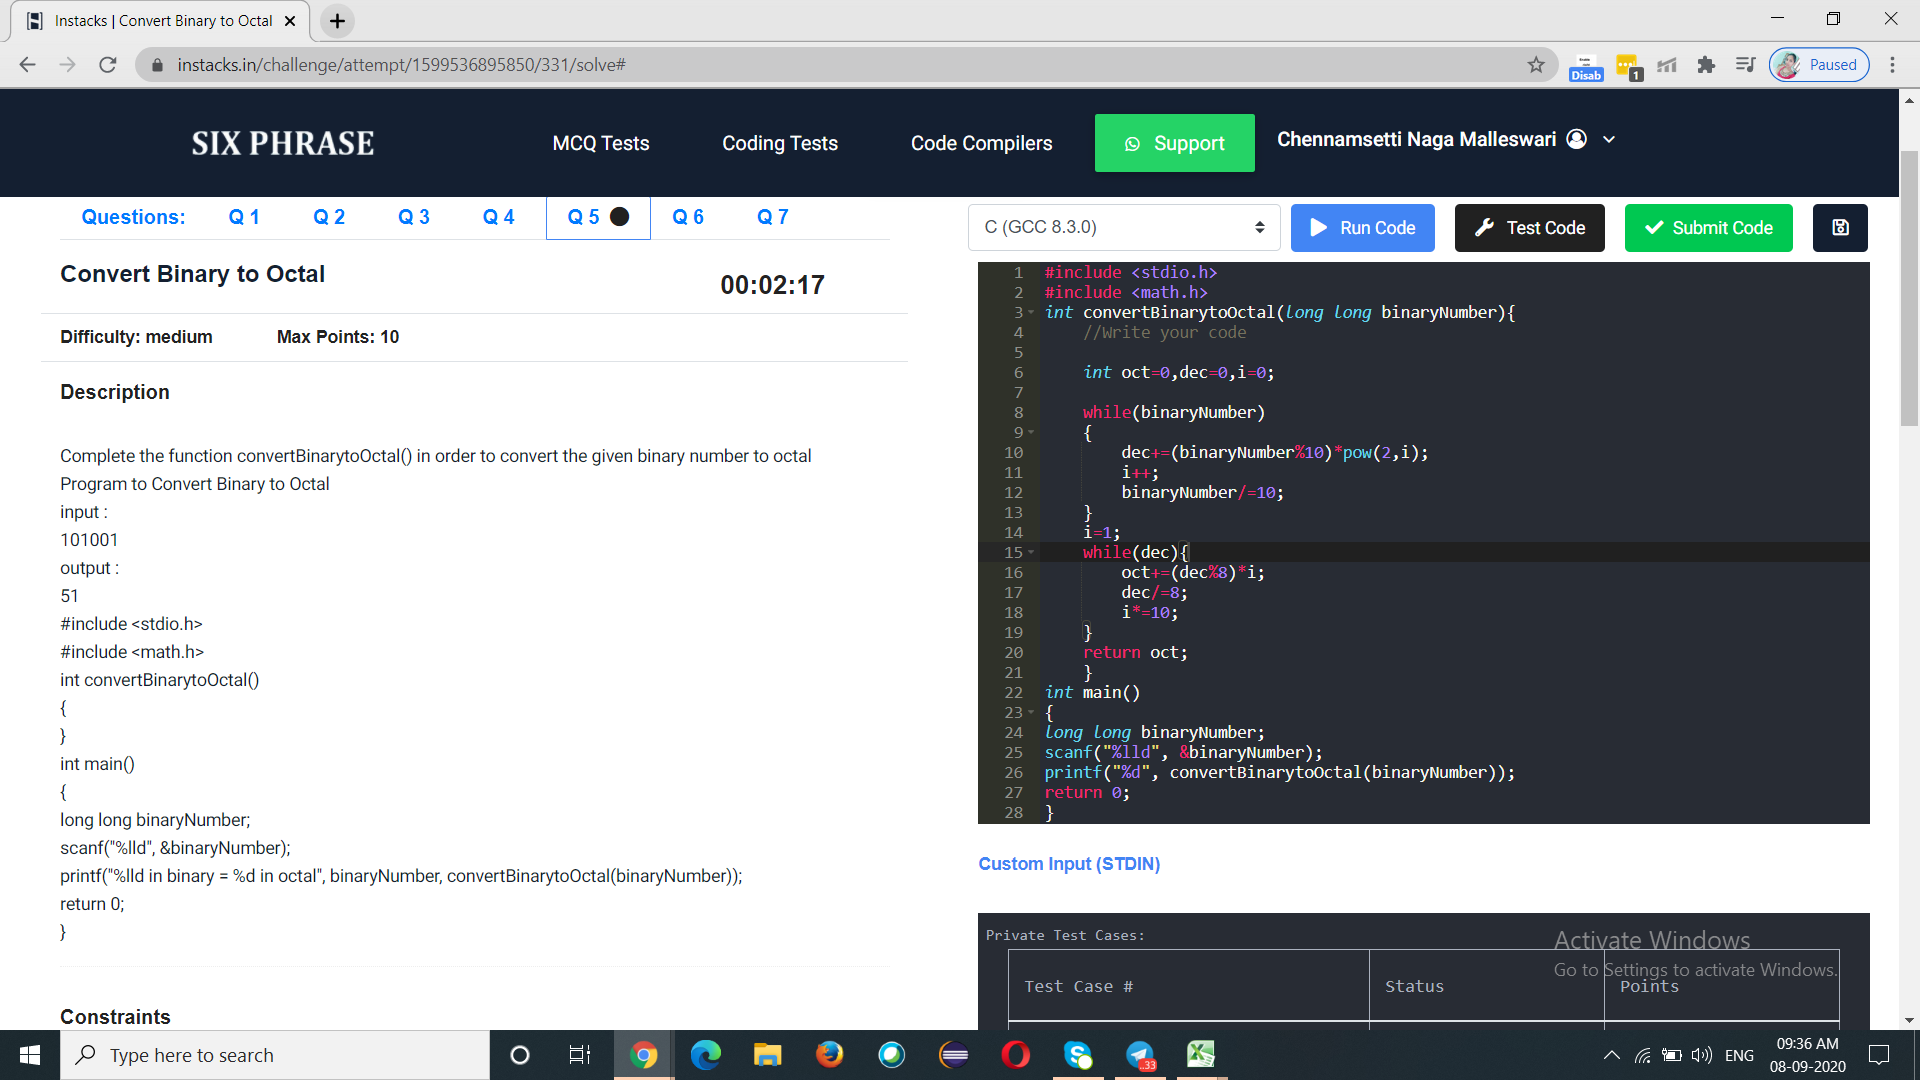 Instacks | Convert Binary to Octal
instacks.in/challenge/attempt/1599536895850/331/solve#
Disab
1
Paused
SIX PHRASE
MCQ Tests
Coding Tests
Code Compilers
Support
Chennamsetti Naga Malleswari
Questions: Q 1 Q 2 Q 3 Q 4 Q 5 Q 6 Q 7
Convert Binary to Octal
00:02:17
Difficulty: medium Max Points: 10
Description
Complete the function convertBinarytoOctal() in order to convert the given binary number to octal
Program to Convert Binary to Octal
input :
101001
output :
51
#include <stdio.h>
#include <math.h>
int convertBinarytoOctal()
{
}
int main()
{
long long binaryNumber;
scanf("%lld", &binaryNumber);
printf("%lld in binary = %d in octal", binaryNumber, convertBinarytoOctal(binaryNumber));
return 0;
}
Constraints
C (GCC 8.3.0)
Run Code
Test Code
Submit Code
1 #include <stdio.h>
2 #include <math.h>
3 int convertBinarytoOctal(long long binaryNumber){
4 //Write your code
5
6 int oct=0,dec=0,i=0;
7
8 while(binaryNumber)
9 {
10 dec+=(binaryNumber%10)*pow(2,i);
11 i++;
12 binaryNumber/=10;
13 }
14 i=1;
15 while(dec){
16 oct+=(dec%8)*i;
17 dec/=8;
18 i*=10;
19 }
20 return oct;
21 }
22 int main()
23 {
24 long long binaryNumber;
25 scanf("%lld", &binaryNumber);
26 printf("%d", convertBinarytoOctal(binaryNumber));
27 return 0;
28 }
Custom Input (STDIN)
Private Test Cases:
Test Case # Status Points
Activate Windows
Go to Settings to activate Windows.
Type here to search
33
ENG
09:36 AM
08-09-2020